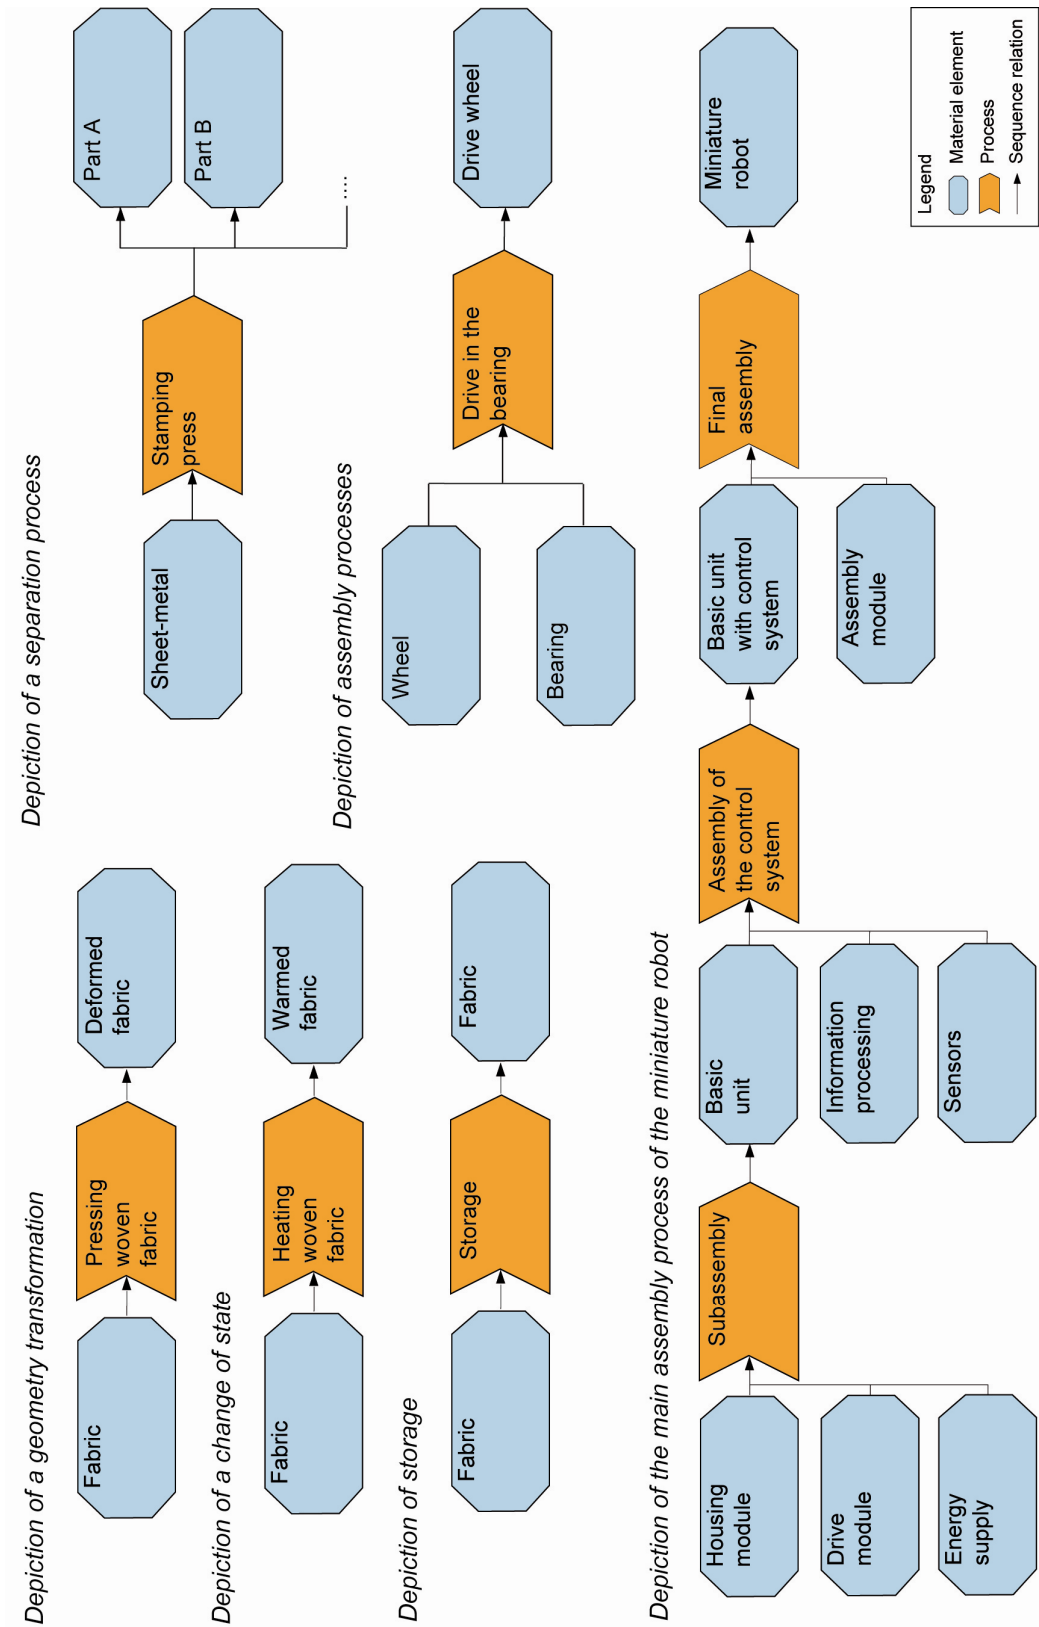 Depiction of a geometry transformation
Fabric
Pressing
woven
fabric
Deformed
fabric
Depiction of a change of state
Fabric
Heating
woven
fabric
Warmed
fabric
Depiction of storage
Fabric
Storage
Fabric
Depiction of a separation process
Sheet-metal
Stamping
press
Part A
Part B
....
Depiction of assembly processes
Wheel
Bearing
Drive in the
bearing
Drive wheel
Depiction of the main assembly process of the miniature robot
Housing
module
Drive
module
Energy
supply
Subassembly
Basic
unit
Information
processing
Sensors
Assembly of
the control
system
Basic unit
with control
system
Assembly
module
Final
assembly
Miniature
robot
Legend
Material element
Process
Sequence relation